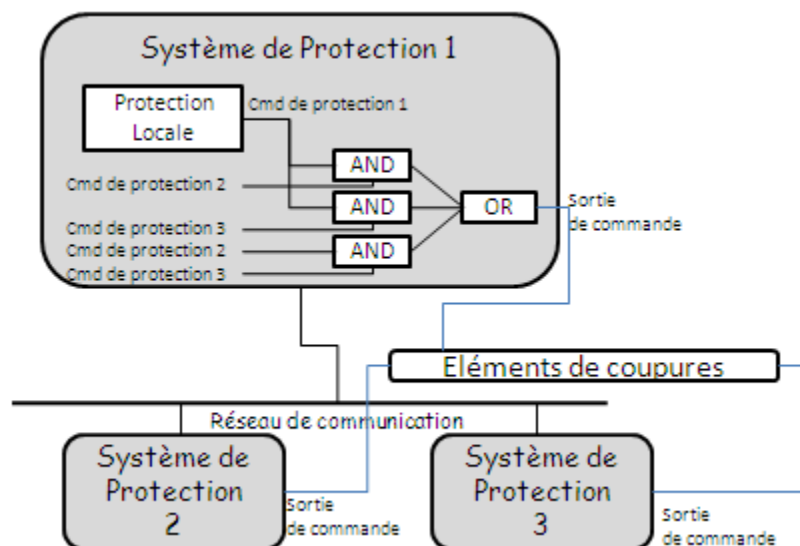 Système de Protection 1
Protection
Locale
Cmd de protection 1
AND
Cmd de protection 2
AND
OR
Sortie
de commande
Cmd de protection 3
Cmd de protection 2
AND
Cmd de protection 3
Eléments de coupures
Réseau de communication
Système de
Protection
2
Sortie
de commande
Système de
Protection
3
Sortie
de commande